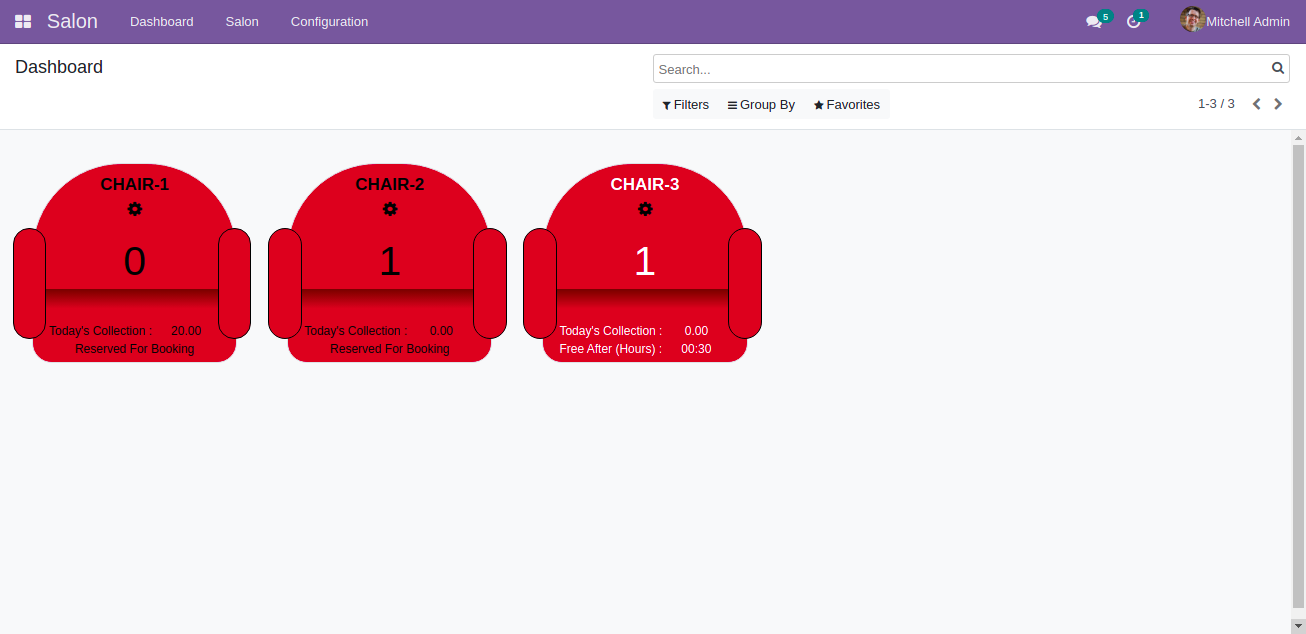 Salon Dashboard Salon Configuration 5 1 Mitchell Admin
Dashboard
Search...
Filters Group By Favorites 1-3 / 3
CHAIR-1
0
Today's Collection : 20.00
Reserved For Booking
CHAIR-2
1
Today's Collection : 0.00
Reserved For Booking
CHAIR-3
1
Today's Collection : 0.00
Free After (Hours) : 00:30